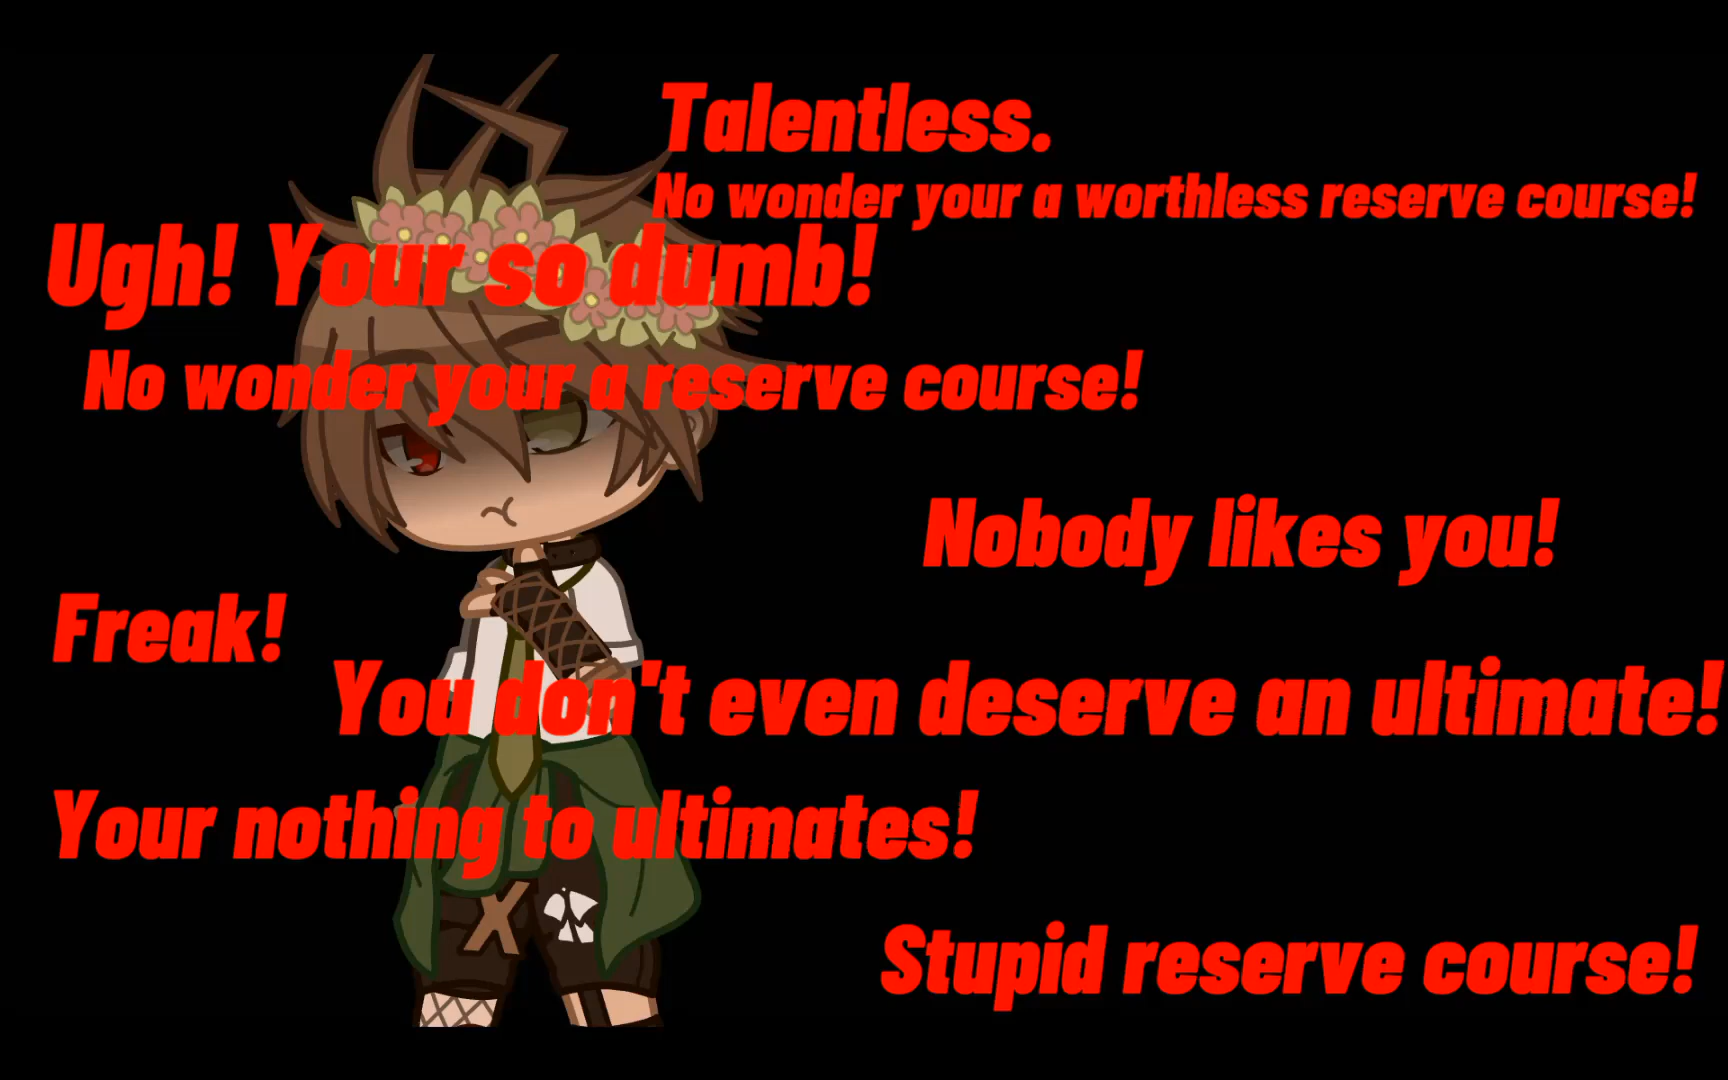 Talentless.
No wonder your a worthless reserve course!
Ugh! Your so dumb!
No wonder your a reserve course!
Nobody likes you!
Freak!
You don't even deserve an ultimate!
Your nothing to ultimates!
Stupid reserve course!